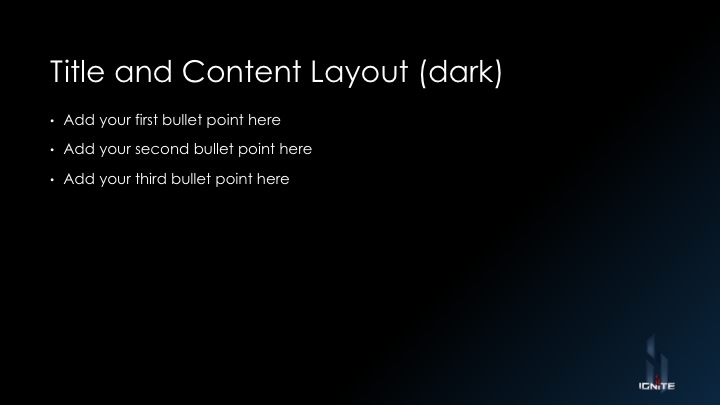 Title and Content Layout (dark)
• Add your first bullet point here
• Add your second bullet point here
• Add your third bullet point here
IGNITE